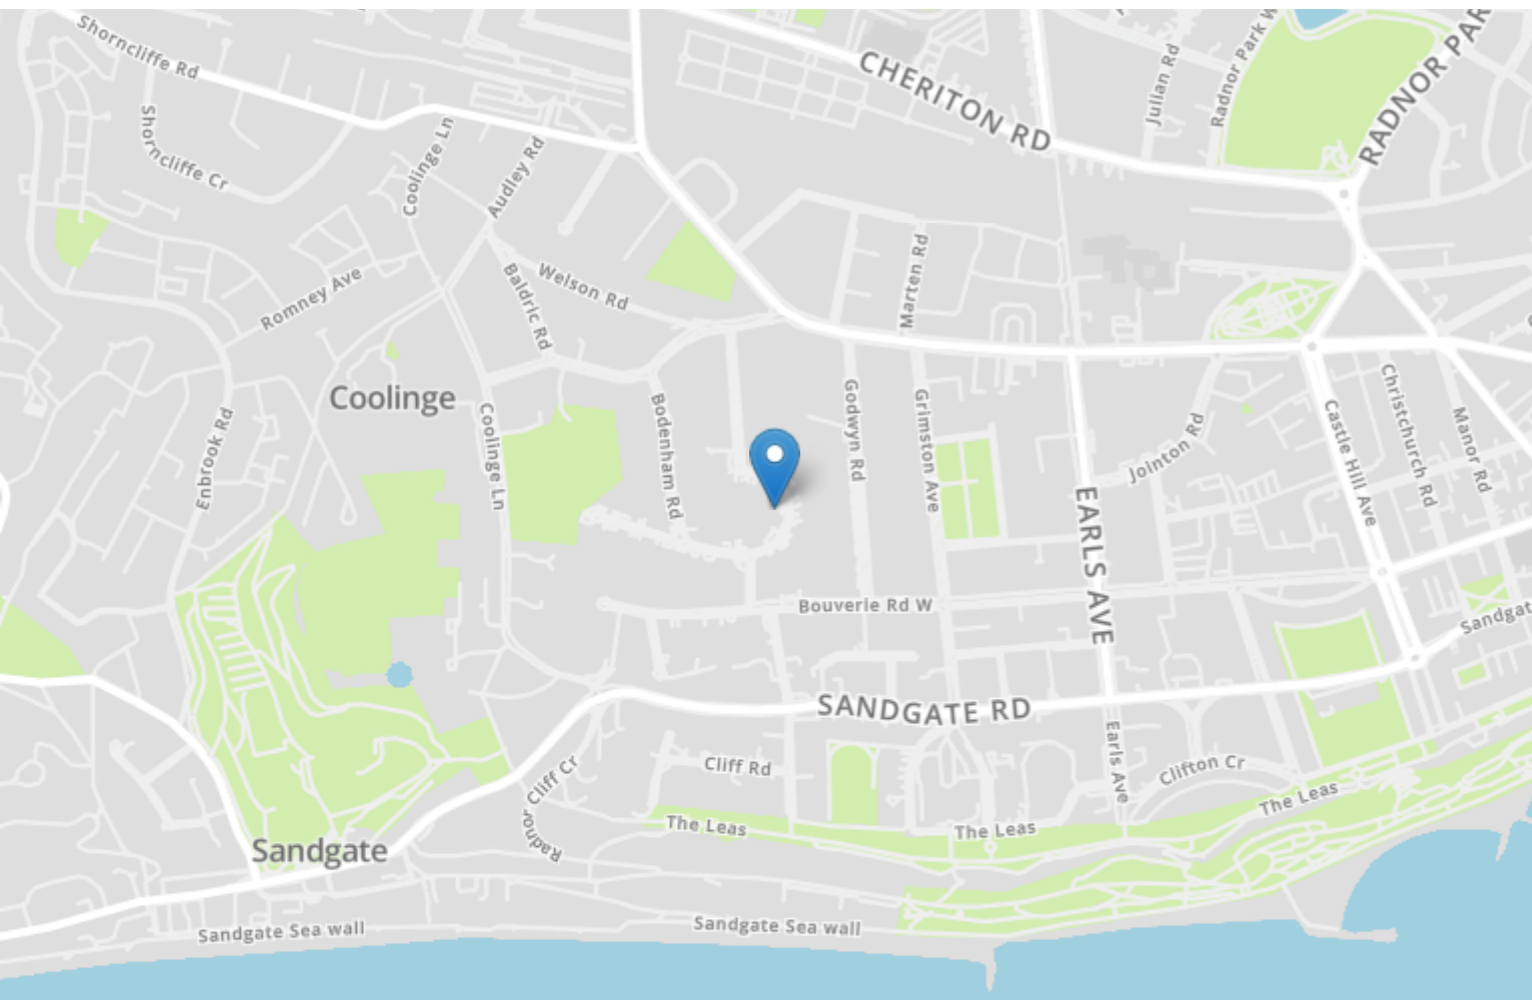 Shorncliffe Rd
CHERITON RD
Julian Rd
Radnor Park W
RADNOR PAR
Shorncliffe Cr
Coolinge Ln
Audley Rd
Marten Rd
Welson Rd
Baldric Rd
Romney Ave
Coolinge
Enbrook Rd
Coolinge Ln
Bodenham Rd
Godwyn Rd
Grimston Ave
EARLS AVE
Jointon Rd
Castle Hill Ave
Christchurch Rd
Manor Rd
Bouverie Rd W
Sandgat
SANDGATE RD
Cliff Rd
Radnor Cliff Cr
Earls Ave
Clifton Cr
The Leas
The Leas
The Leas
Sandgate
Sandgate Sea wall
Sandgate Sea wall